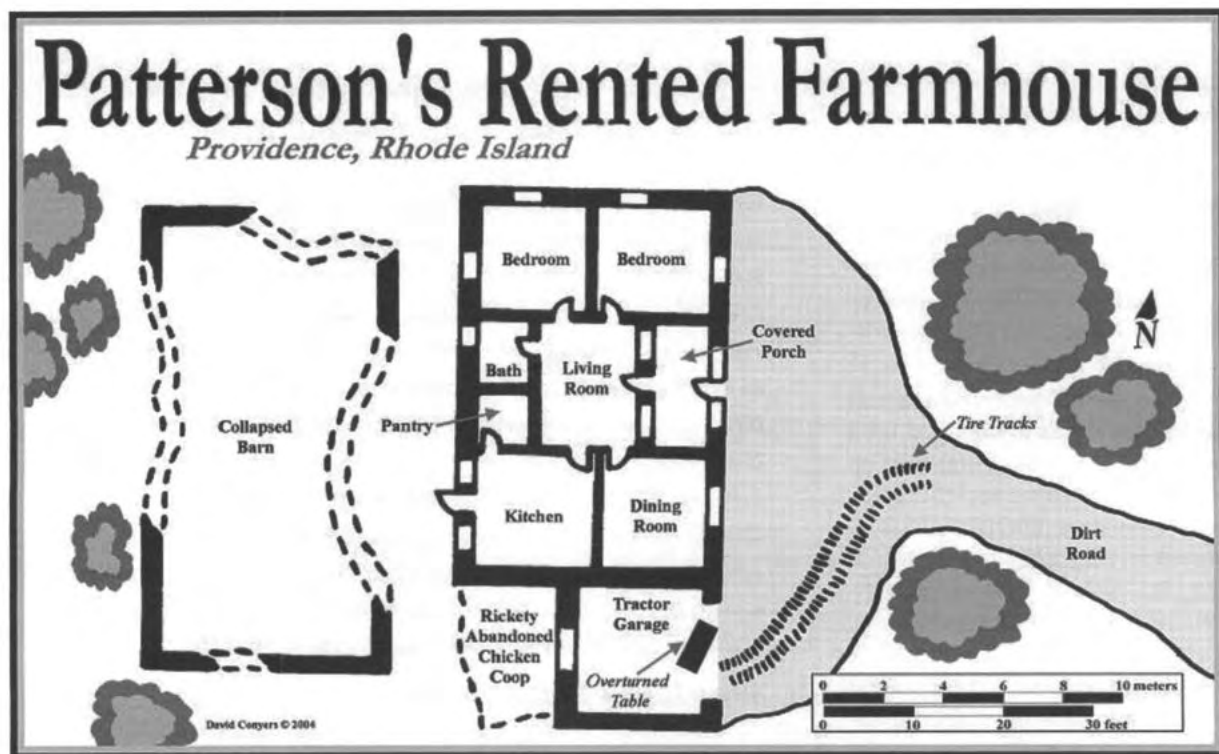 Patterson's Rented Farmhouse
Providence, Rhode Island
Bedroom
Bedroom
Covered
Porch
N
Bath
Living
Room
Pantry
Collapsed
Barn
Tire Tracks
Kitchen
Dining
Room
Dirt
Road
Rickety
Abandoned
Chicken
Coop
Tractor
Garage
Overturned
Table
David Conyers © 2004
0 2 4 6 8 10 meters
0 10 20 30 feet